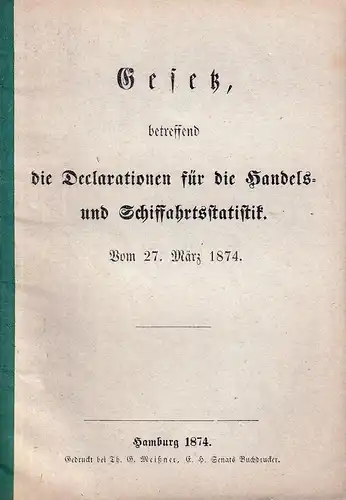 Gesetz,
betreffend
die Declarationen für die Handels-
und Schiffahrtsstatistik.
Vom 27. März 1874.
Hamburg 1874.
Gedruckt bei Th. G. Meißner, E. H. Senats Buchdrucker.